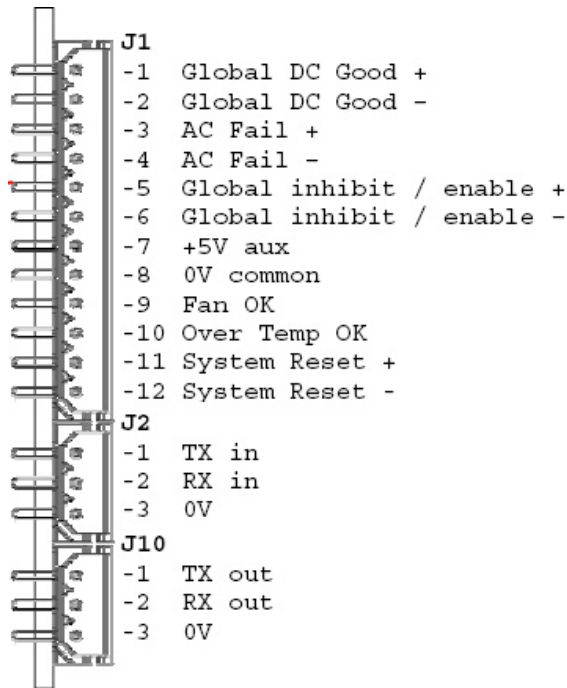 J1
-1 Global DC Good +
-2 Global DC Good -
-3 AC Fail +
-4 AC Fail -
-5 Global inhibit / enable +
-6 Global inhibit / enable -
-7 +5V aux
-8 0V common
-9 Fan OK
-10 Over Temp OK
-11 System Reset +
-12 System Reset -
J2
-1 TX in
-2 RX in
-3 0V
J10
-1 TX out
-2 RX out
-3 0V